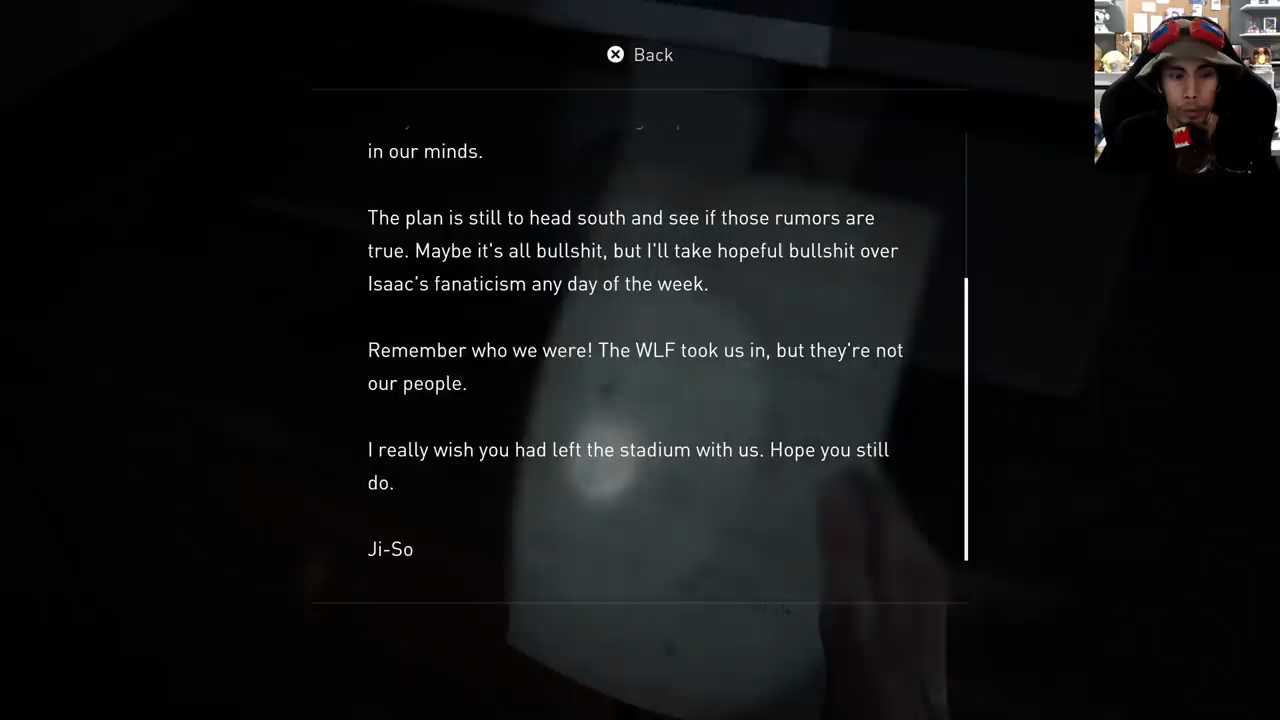 Back
in our minds.
The plan is still to head south and see if those rumors are
true. Maybe it's all bullshit, but I'll take hopeful bullshit over
Isaac's fanaticism any day of the week.
Remember who we were! The WLF took us in, but they're not
our people.
I really wish you had left the stadium with us. Hope you still
do.
Ji-So